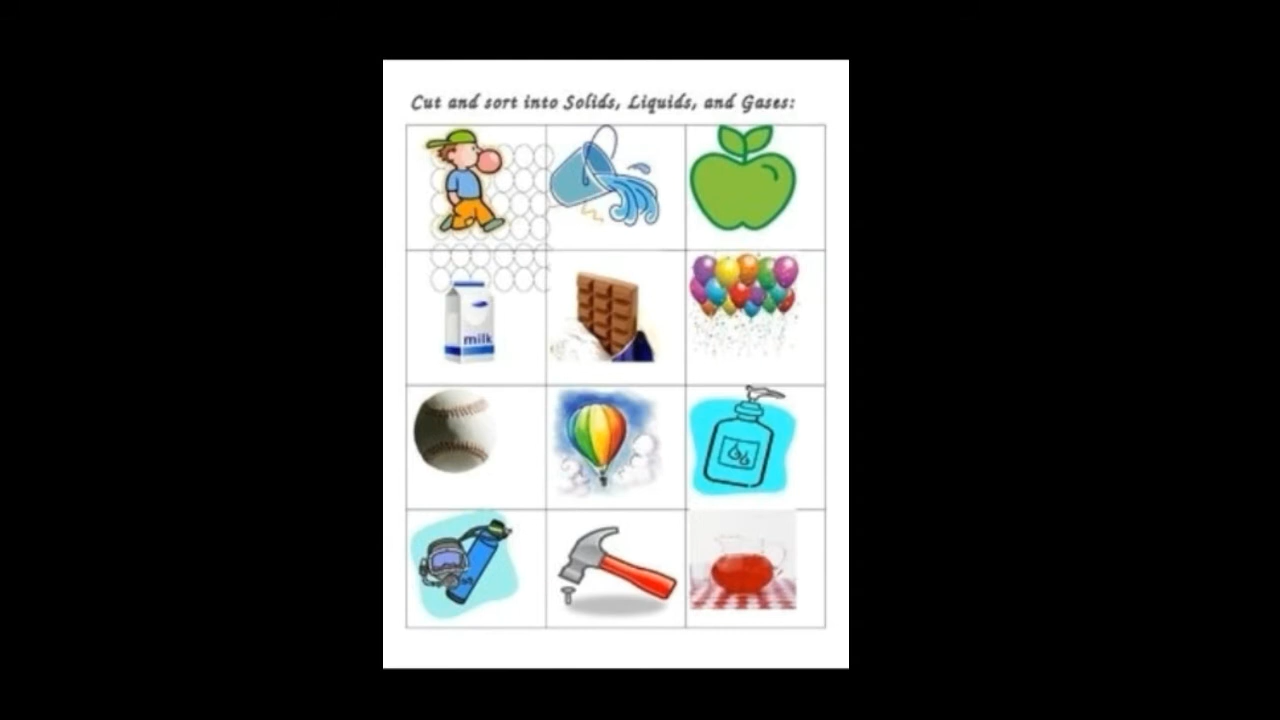 Cut and sort into Solids, Liquids, and Gases:
milk